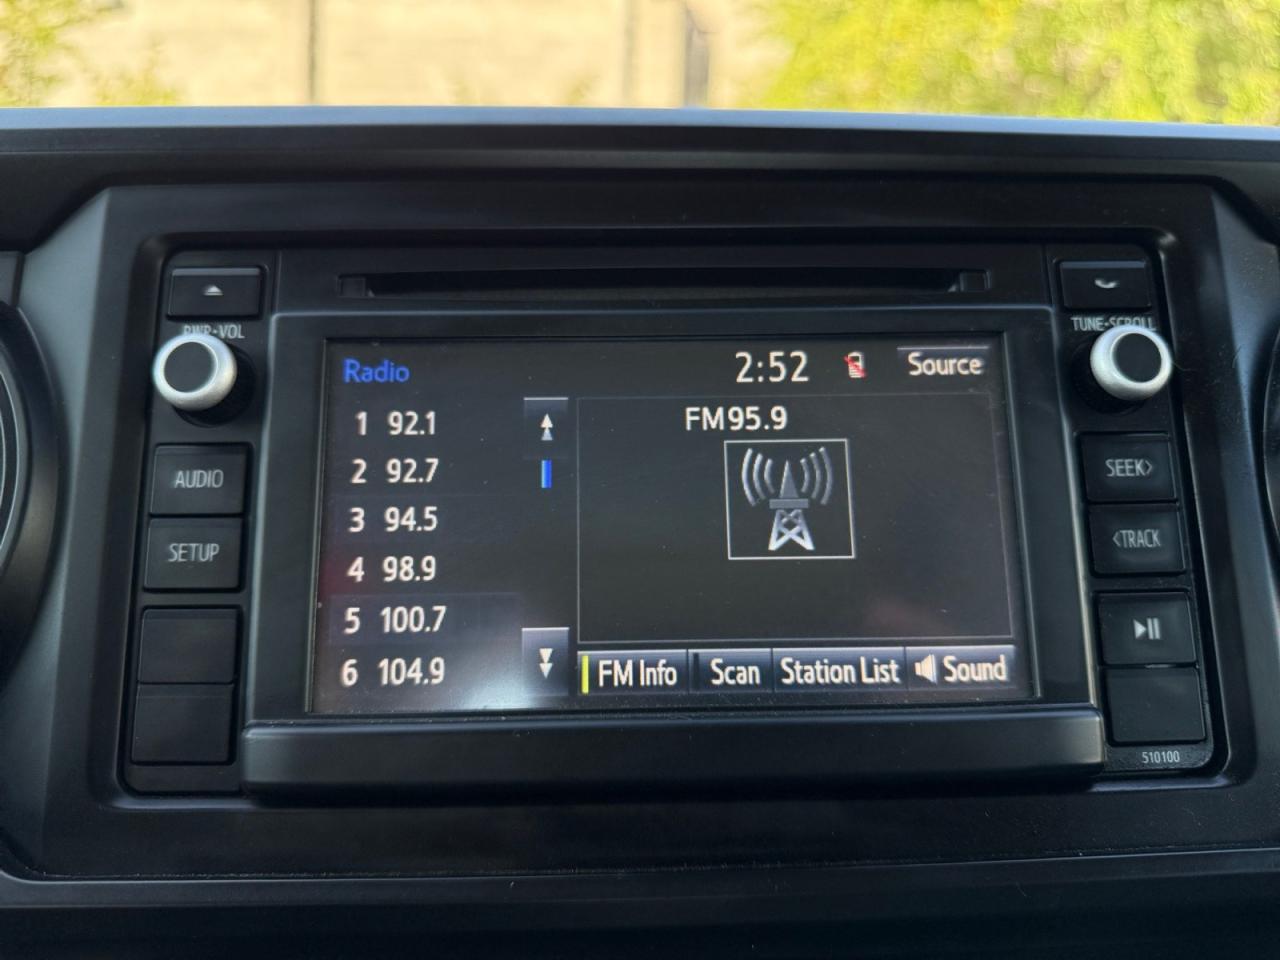 PWR•VOL
TUNE•SCROLL
Radio
2:52
Source
1 92.1
2 92.7
3 94.5
4 98.9
5 100.7
6 104.9
FM95.9
FM Info
Scan
Station List
Sound
AUDIO
SETUP
SEEK>
<TRACK
510100